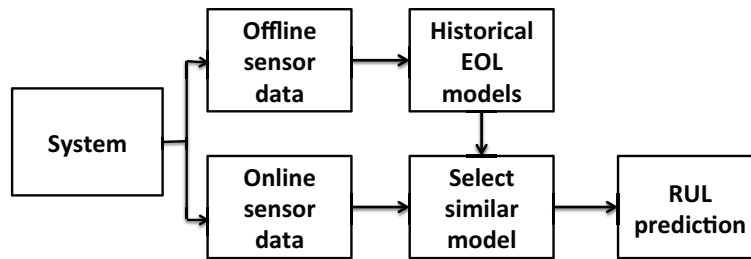 System
Offline
sensor
data
Historical
EOL
models
Online
sensor
data
Select
similar
model
RUL
prediction